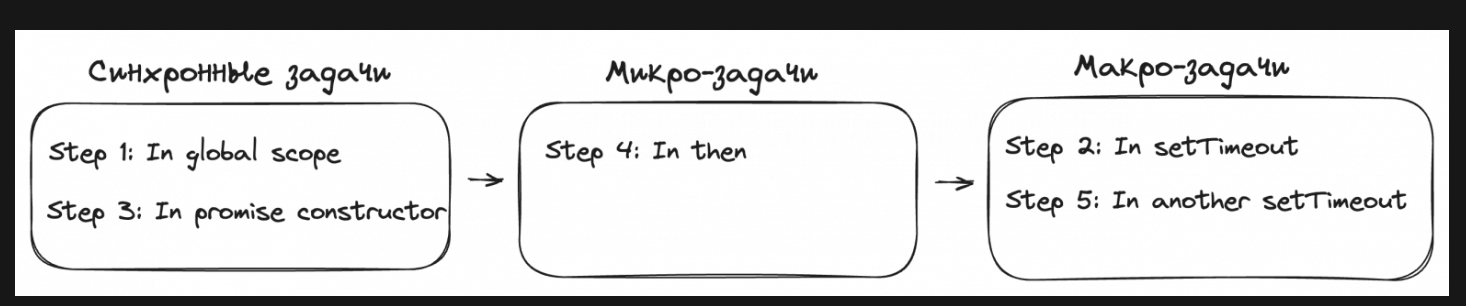 Синхронные задачи
Step 1: In global scope
Step 3: In promise constructor
Микро-задачи
Step 4: In then
Макро-задачи
Step 2: In setTimeout
Step 5: In another setTimeout